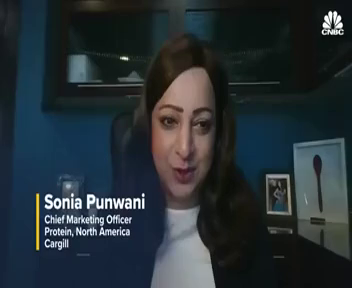 CNBC
Sonia Punwani
Chief Marketing Officer
Protein, North America
Cargill